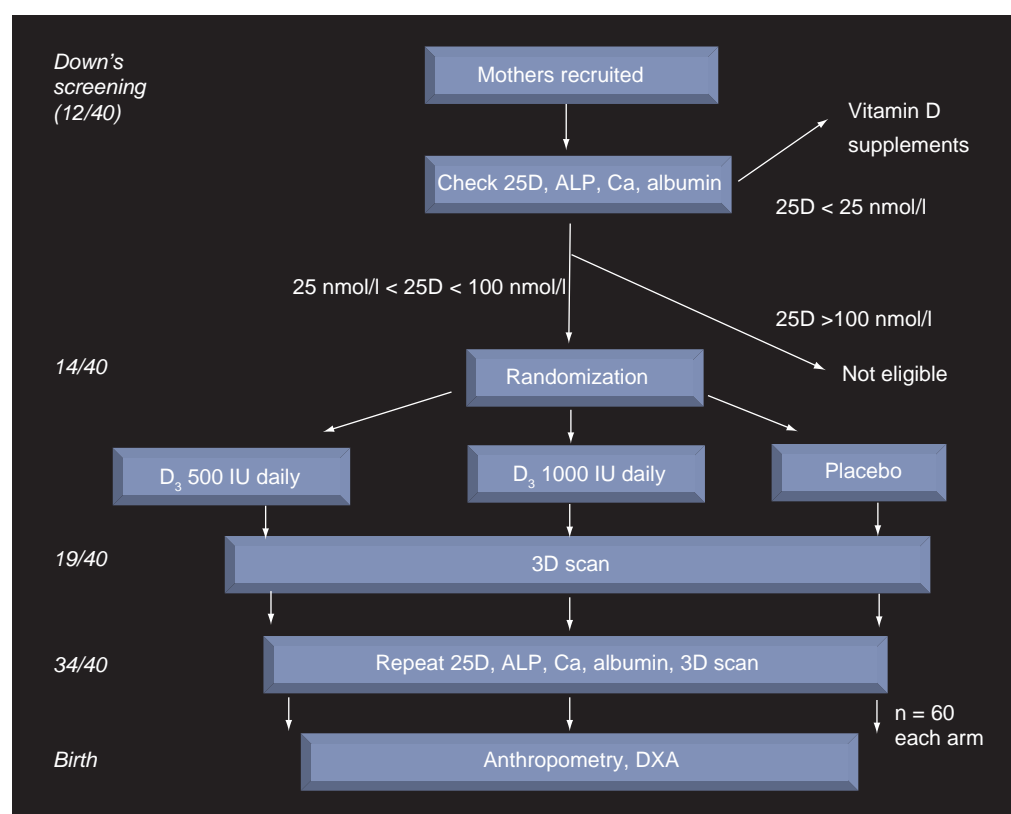 Down's
screening
(12/40)
Mothers recruited
Vitamin D
supplements
Check 25D, ALP, Ca, albumin
25D < 25 nmol/l
25 nmol/l < 25D < 100 nmol/l
25D >100 nmol/l
Not eligible
14/40
Randomization
D₃ 500 IU daily
D₃ 1000 IU daily
Placebo
19/40
3D scan
34/40
Repeat 25D, ALP, Ca, albumin, 3D scan
n = 60
each arm
Birth
Anthropometry, DXA